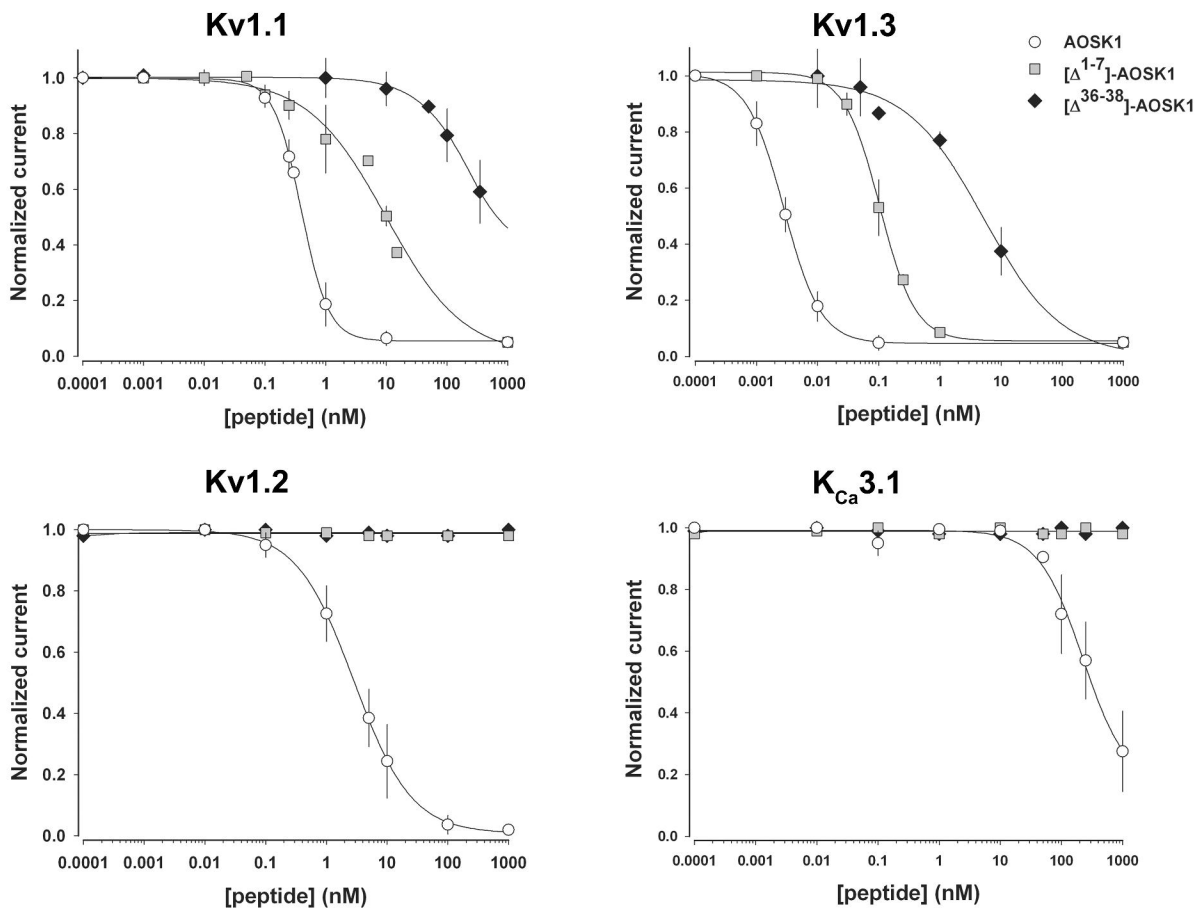 Kv1.1
Normalized current
1.0
0.8
0.6
0.4
0.2
0.0
0.0001 0.001 0.01 0.1 1 10 100 1000
[peptide] (nM)
Kv1.3
AOSK1
[Δ1-7]-AOSK1
[Δ36-38]-AOSK1
Normalized current
1.0
0.8
0.6
0.4
0.2
0.0
0.0001 0.001 0.01 0.1 1 10 100 1000
[peptide] (nM)
Kv1.2
Normalized current
1.0
0.8
0.6
0.4
0.2
0.0
0.0001 0.001 0.01 0.1 1 10 100 1000
[peptide] (nM)
KCa3.1
Normalized current
1.0
0.8
0.6
0.4
0.2
0.0
0.0001 0.001 0.01 0.1 1 10 100 1000
[peptide] (nM)